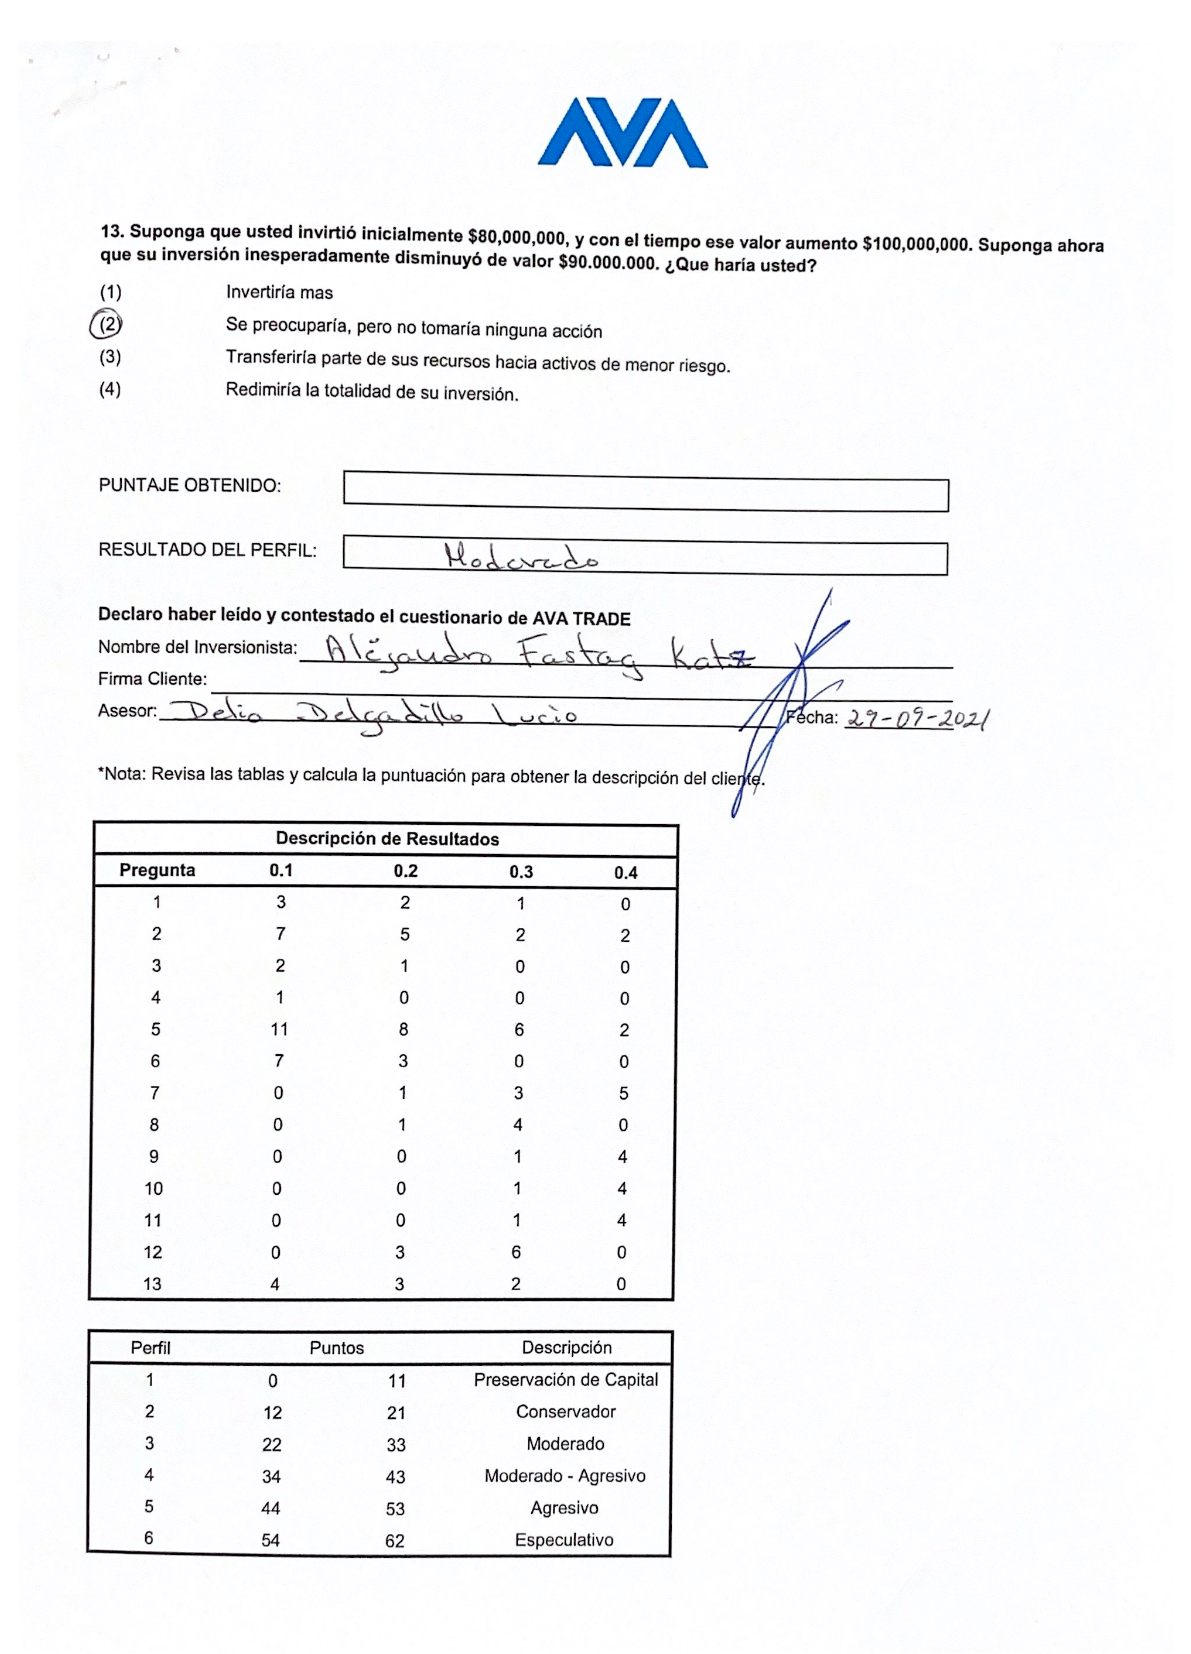 AVA
13. Suponga que usted invirtió inicialmente $80,000,000, y con el tiempo ese valor aumento $100,000,000. Suponga ahora
que su inversión inesperadamente disminuyó de valor $90.000.000. ¿Que haría usted?
(1) Invertiría mas
(2) Se preocuparía, pero no tomaría ninguna acción
(3) Transferiría parte de sus recursos hacia activos de menor riesgo.
(4) Redimiría la totalidad de su inversión.
PUNTAJE OBTENIDO:
RESULTADO DEL PERFIL: Moderado
Declaro haber leído y contestado el cuestionario de AVA TRADE
Nombre del Inversionista: Alejandro Fastag Katz
Firma Cliente:
Asesor: Delio Delgadillo Lucio Fecha: 29-09-2021
*Nota: Revisa las tablas y calcula la puntuación para obtener la descripción del cliente.
Descripción de Resultados
Pregunta 0.1 0.2 0.3 0.4
1 3 2 1 0
2 7 5 2 2
3 2 1 0 0
4 1 0 0 0
5 11 8 6 2
6 7 3 0 0
7 0 1 3 5
8 0 1 4 0
9 0 0 1 4
10 0 0 1 4
11 0 0 1 4
12 0 3 6 0
13 4 3 2 0
Perfil Puntos Descripción
1 0 11 Preservación de Capital
2 12 21 Conservador
3 22 33 Moderado
4 34 43 Moderado - Agresivo
5 44 53 Agresivo
6 54 62 Especulativo